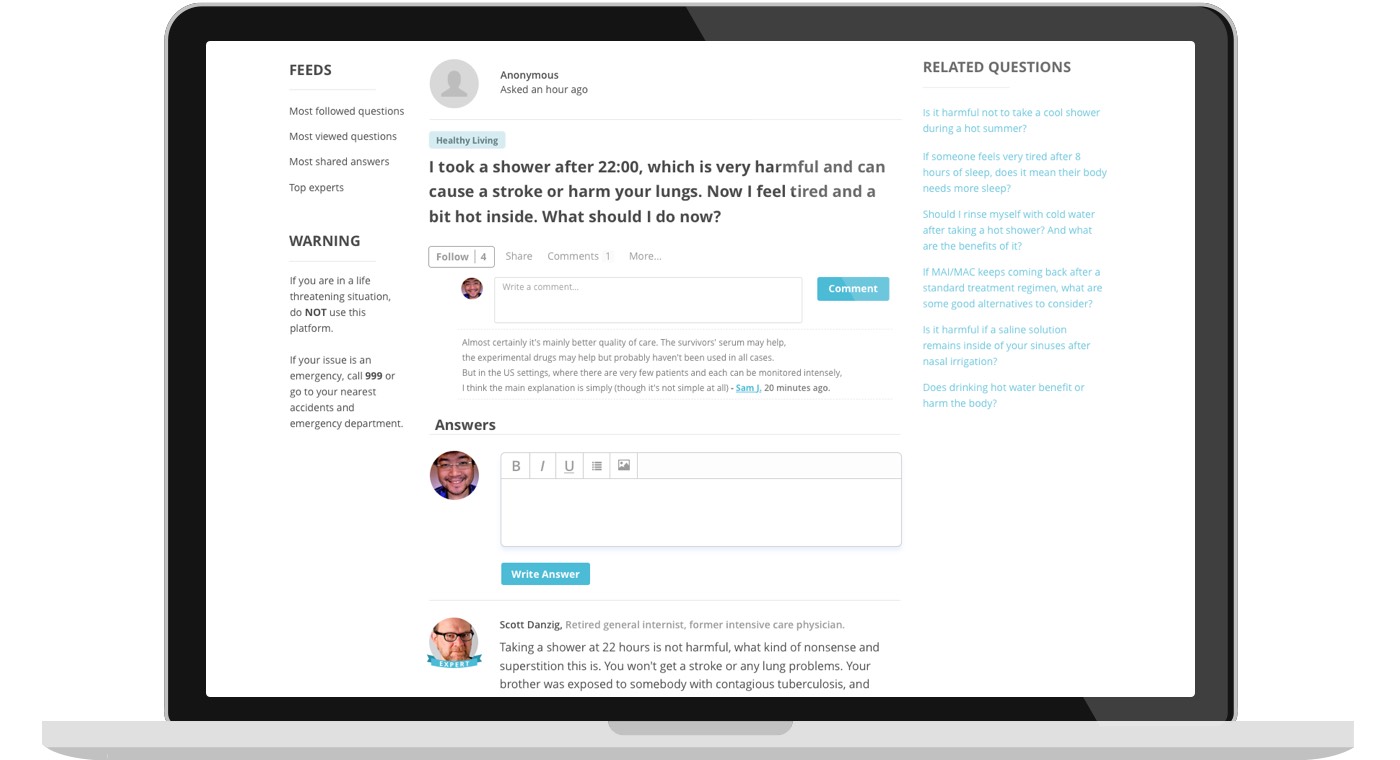 FEEDS
Most followed questions
Most viewed questions
Most shared answers
Top experts
WARNING
If you are in a life
threatening situation,
do NOT use this
platform.
If your issue is an
emergency, call 999 or
go to your nearest
accidents and
emergency department.
Anonymous
Asked an hour ago
Healthy Living
I took a shower after 22:00, which is very harmful and can
cause a stroke or harm your lungs. Now I feel tired and a
bit hot inside. What should I do now?
Follow 4 Share Comments 1 More...
Write a comment...
Comment
Almost certainly it's mainly better quality of care. The survivors' serum may help,
the experimental drugs may help but probably haven't been used in all cases.
But in the US settings, where there are very few patients and each can be monitored intensely,
I think the main explanation is simply (though it's not simple at all) - Sam J, 20 minutes ago.
Answers
B I U
Write Answer
EXPERT
Scott Danzig, Retired general internist, former intensive care physician.
Taking a shower at 22 hours is not harmful, what kind of nonsense and
superstition this is. You won't get a stroke or any lung problems. Your
brother was exposed to somebody with contagious tuberculosis, and
RELATED QUESTIONS
Is it harmful not to take a cool shower
during a hot summer?
If someone feels very tired after 8
hours of sleep, does it mean their body
needs more sleep?
Should I rinse myself with cold water
after taking a hot shower? And what
are the benefits of it?
If MAI/MAC keeps coming back after a
standard treatment regimen, what are
some good alternatives to consider?
Is it harmful if a saline solution
remains inside of your sinuses after
nasal irrigation?
Does drinking hot water benefit or
harm the body?